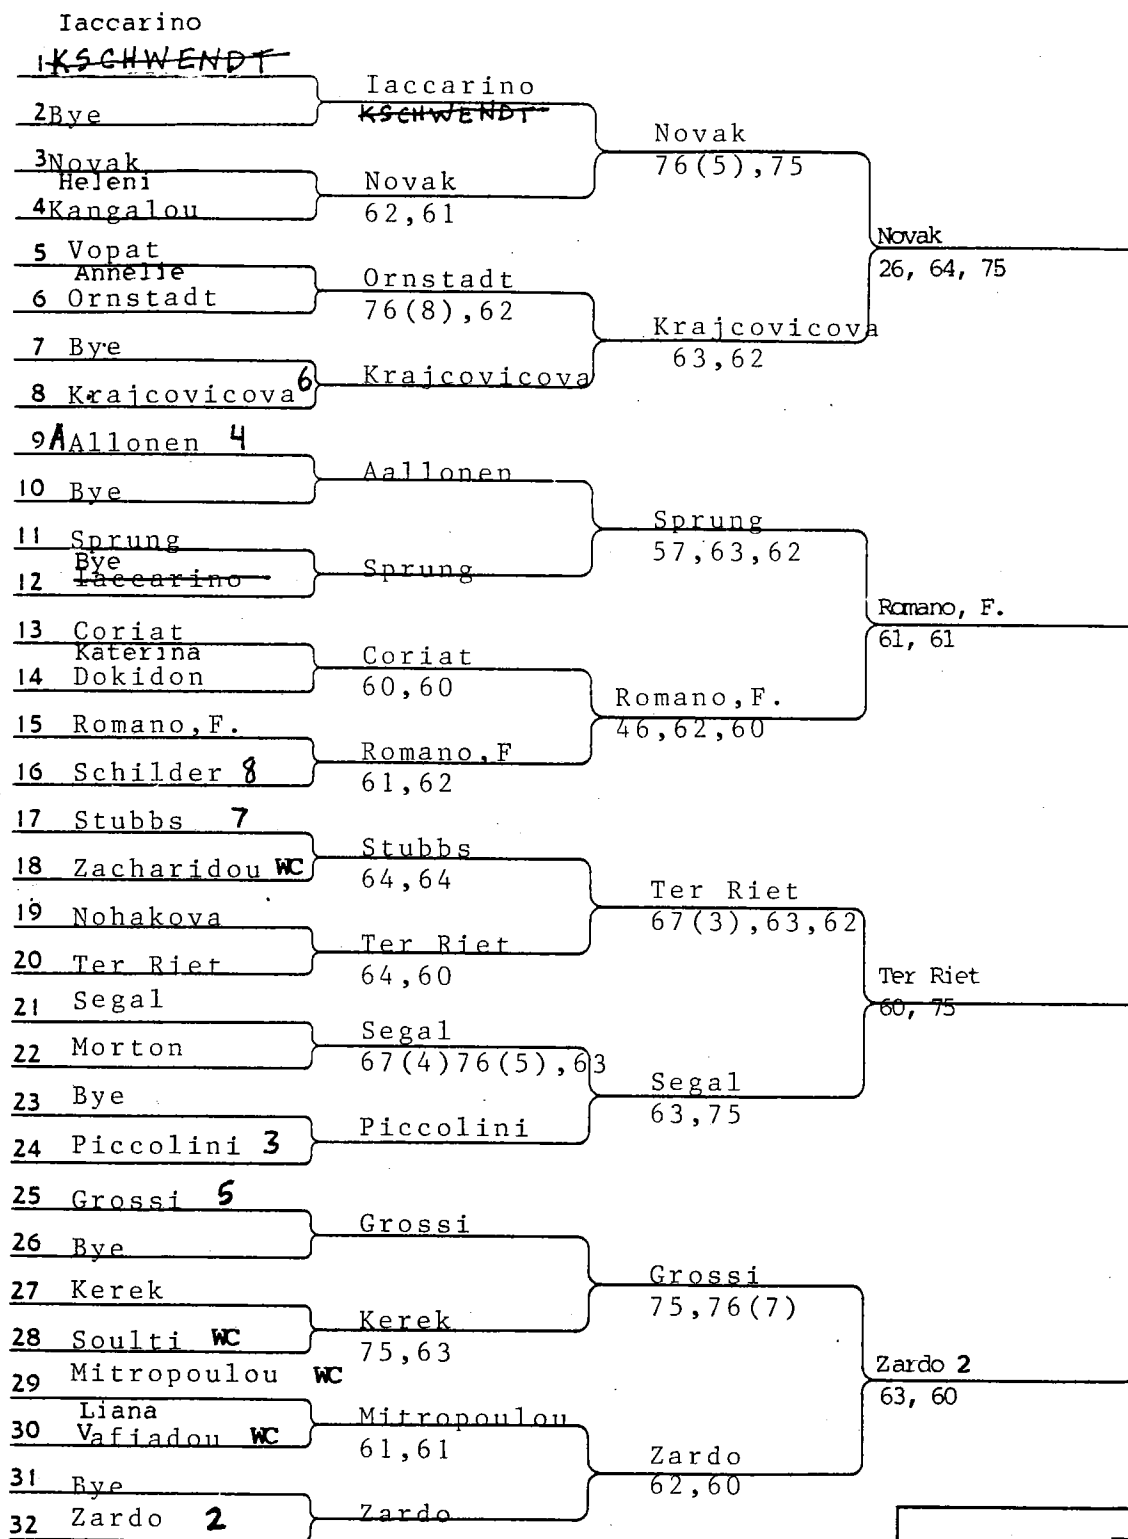 Iaccarino
1 KSCHWENDT
2 Bye
3 Novak
Heleni
4 Kangalou
5 Vopat
Annelie
6 Ornstadt
7 Bye
8 Krajcovicova 6
9 AAllonen 4
10 Bye
11 Sprung
Bye
12 Iaccarino
13 Coriat
Katerina
14 Dokidon
15 Romano,F.
16 Schilder 8
17 Stubbs 7
18 Zacharidou WC
19 Nohakova
20 Ter Riet
21 Segal
22 Morton
23 Bye
24 Piccolini 3
25 Grossi 5
26 Bye
27 Kerek
28 Soulti WC
29 Mitropoulou WC
Liana
30 Vafiadou WC
31 Bye
32 Zardo 2
Iaccarino
KSCHWENDT
Novak
62,61
Ornstadt
76(8),62
Krajcovicova
Aallonen
Sprung
Coriat
60,60
Romano,F
61,62
Stubbs
64,64
Ter Riet
64,60
Segal
67(4)76(5),63
Piccolini
Grossi
Kerek
75,63
Mitropoulou
61,61
Zardo
Novak
76(5),75
Krajcovicova
63,62
Sprung
57,63,62
Romano,F.
46,62,60
Ter Riet
67(3),63,62
Segal
63,75
Grossi
75,76(7)
Zardo
62,60
Novak
26, 64, 75
Romano, F.
61, 61
Ter Riet
60, 75
Zardo 2
63, 60